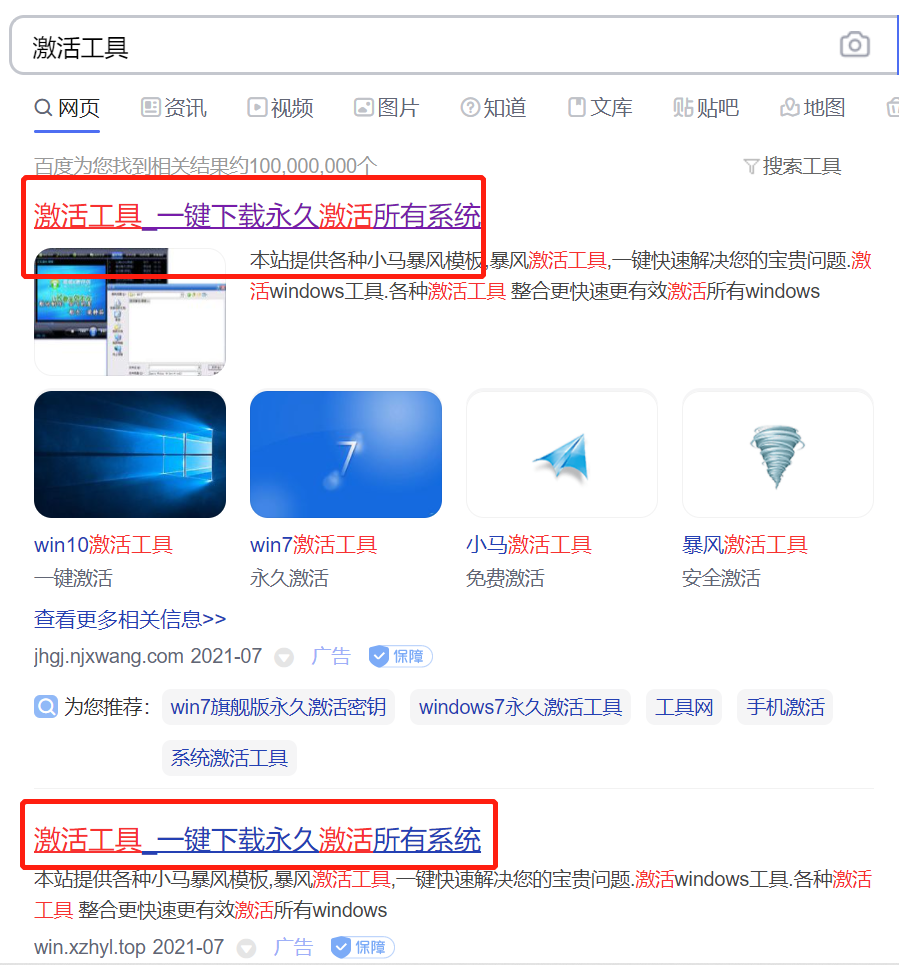 激活工具
网页 资讯 视频 图片 知道 文库 贴吧 地图
百度为您找到相关结果约100,000,000个 搜索工具
激活工具_一键下载永久激活所有系统
本站提供各种小马暴风模板,暴风激活工具,一键快速解决您的宝贵问题.激
活windows工具.各种激活工具 整合更快速更有效激活所有windows
7
win10激活工具 win7激活工具 小马激活工具 暴风激活工具
一键激活 永久激活 免费激活 安全激活
查看更多相关信息>>
jhgj.njxwang.com 2021-07 广告 保障
为您推荐: win7旗舰版永久激活密钥 windows7永久激活工具 工具网 手机激活
系统激活工具
激活工具_一键下载永久激活所有系统
本站提供各种小马暴风模板,暴风激活工具,一键快速解决您的宝贵问题.激活windows工具.各种激活
工具 整合更快速更有效激活所有windows
win.xzhyl.top 2021-07 广告 保障